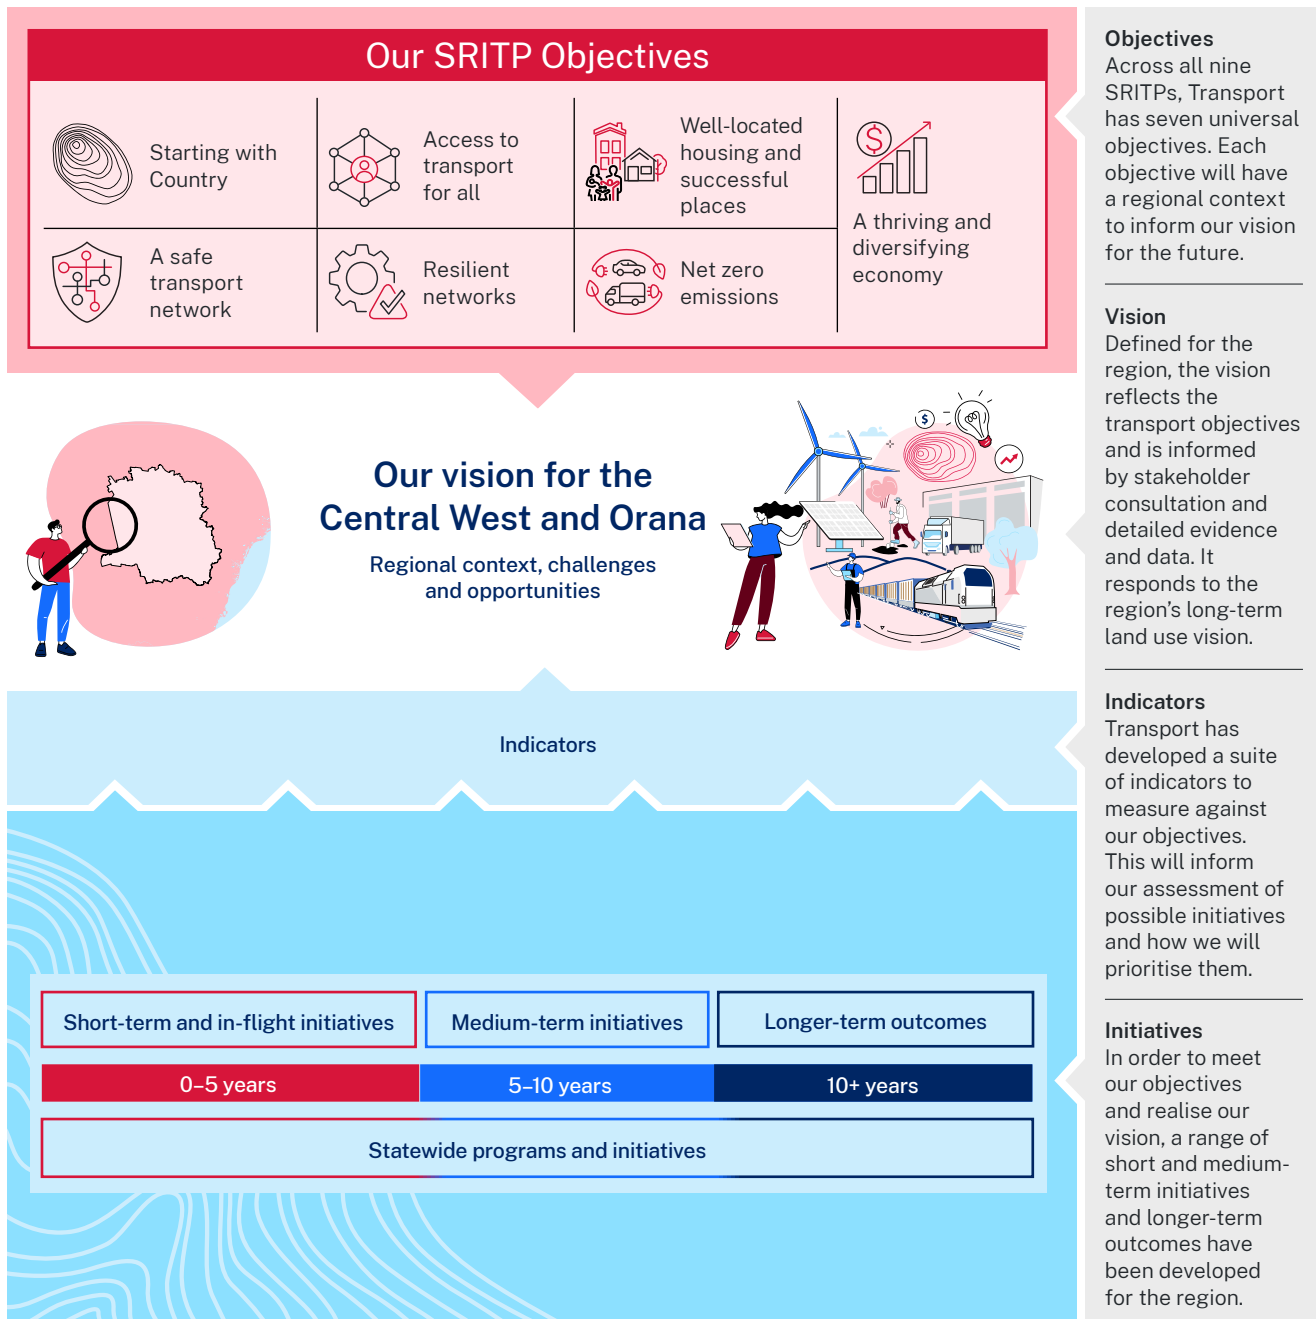 Our SRITP Objectives
Starting with
Country
Access to
transport
for all
Well-located
housing and
successful
places
$
A thriving and
diversifying
economy
A safe
transport
network
Resilient
networks
Net zero
emissions
Our vision for the
Central West and Orana
Regional context, challenges
and opportunities
$
Indicators
Short-term and in-flight initiatives
Medium-term initiatives
Longer-term outcomes
0–5 years
5–10 years
10+ years
Statewide programs and initiatives
Objectives
Across all nine
SRITPs, Transport
has seven universal
objectives. Each
objective will have
a regional context
to inform our vision
for the future.
Vision
Defined for the
region, the vision
reflects the
transport objectives
and is informed
by stakeholder
consultation and
detailed evidence
and data. It
responds to the
region’s long-term
land use vision.
Indicators
Transport has
developed a suite
of indicators to
measure against
our objectives.
This will inform
our assessment of
possible initiatives
and how we will
prioritise them.
Initiatives
In order to meet
our objectives
and realise our
vision, a range of
short and medium-
term initiatives
and longer-term
outcomes have
been developed
for the region.